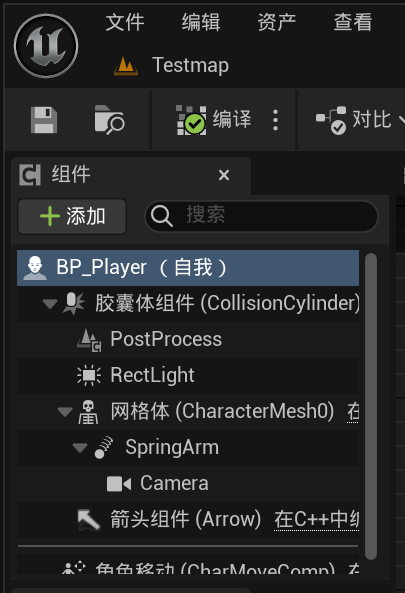 文件 编辑 资产 查看
Testmap
编译 对比
组件
添加 搜索
BP_Player （自我）
胶囊体组件 (CollisionCylinder)
PostProcess
RectLight
网格体 (CharacterMesh0) 在
SpringArm
Camera
箭头组件 (Arrow) 在C++中编
角色移动 (CharMoveComp) 在